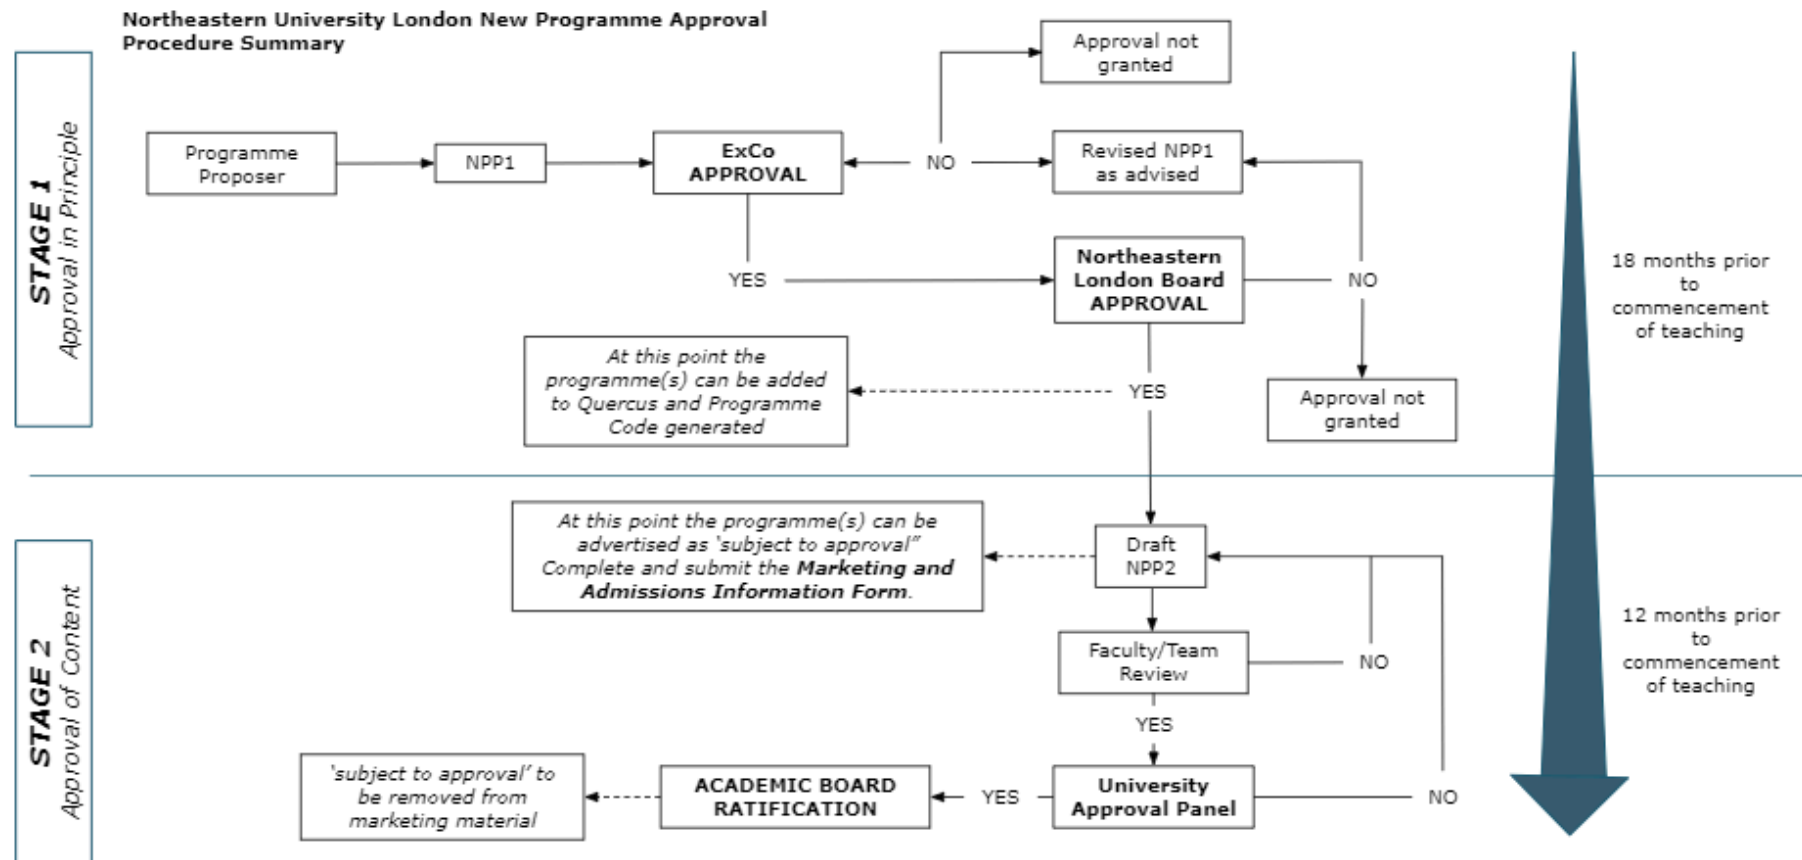 Northeastern University London New Programme Approval
Procedure Summary
STAGE 1
Approval in Principle
Approval not
granted
Programme
Proposer
NPP1
ExCo
APPROVAL
NO
Revised NPP1
as advised
YES
Northeastern
London Board
APPROVAL
NO
18 months prior
to
commencement
of teaching
At this point the
programme(s) can be added
to Quercus and Programme
Code generated
YES
Approval not
granted
STAGE 2
Approval of Content
At this point the programme(s) can be
advertised as ‘subject to approval”
Complete and submit the Marketing and
Admissions Information Form.
Draft
NPP2
Faculty/Team
Review
NO
12 months prior
to
commencement
of teaching
YES
‘subject to approval’ to
be removed from
marketing material
ACADEMIC BOARD
RATIFICATION
YES
University
Approval Panel
NO